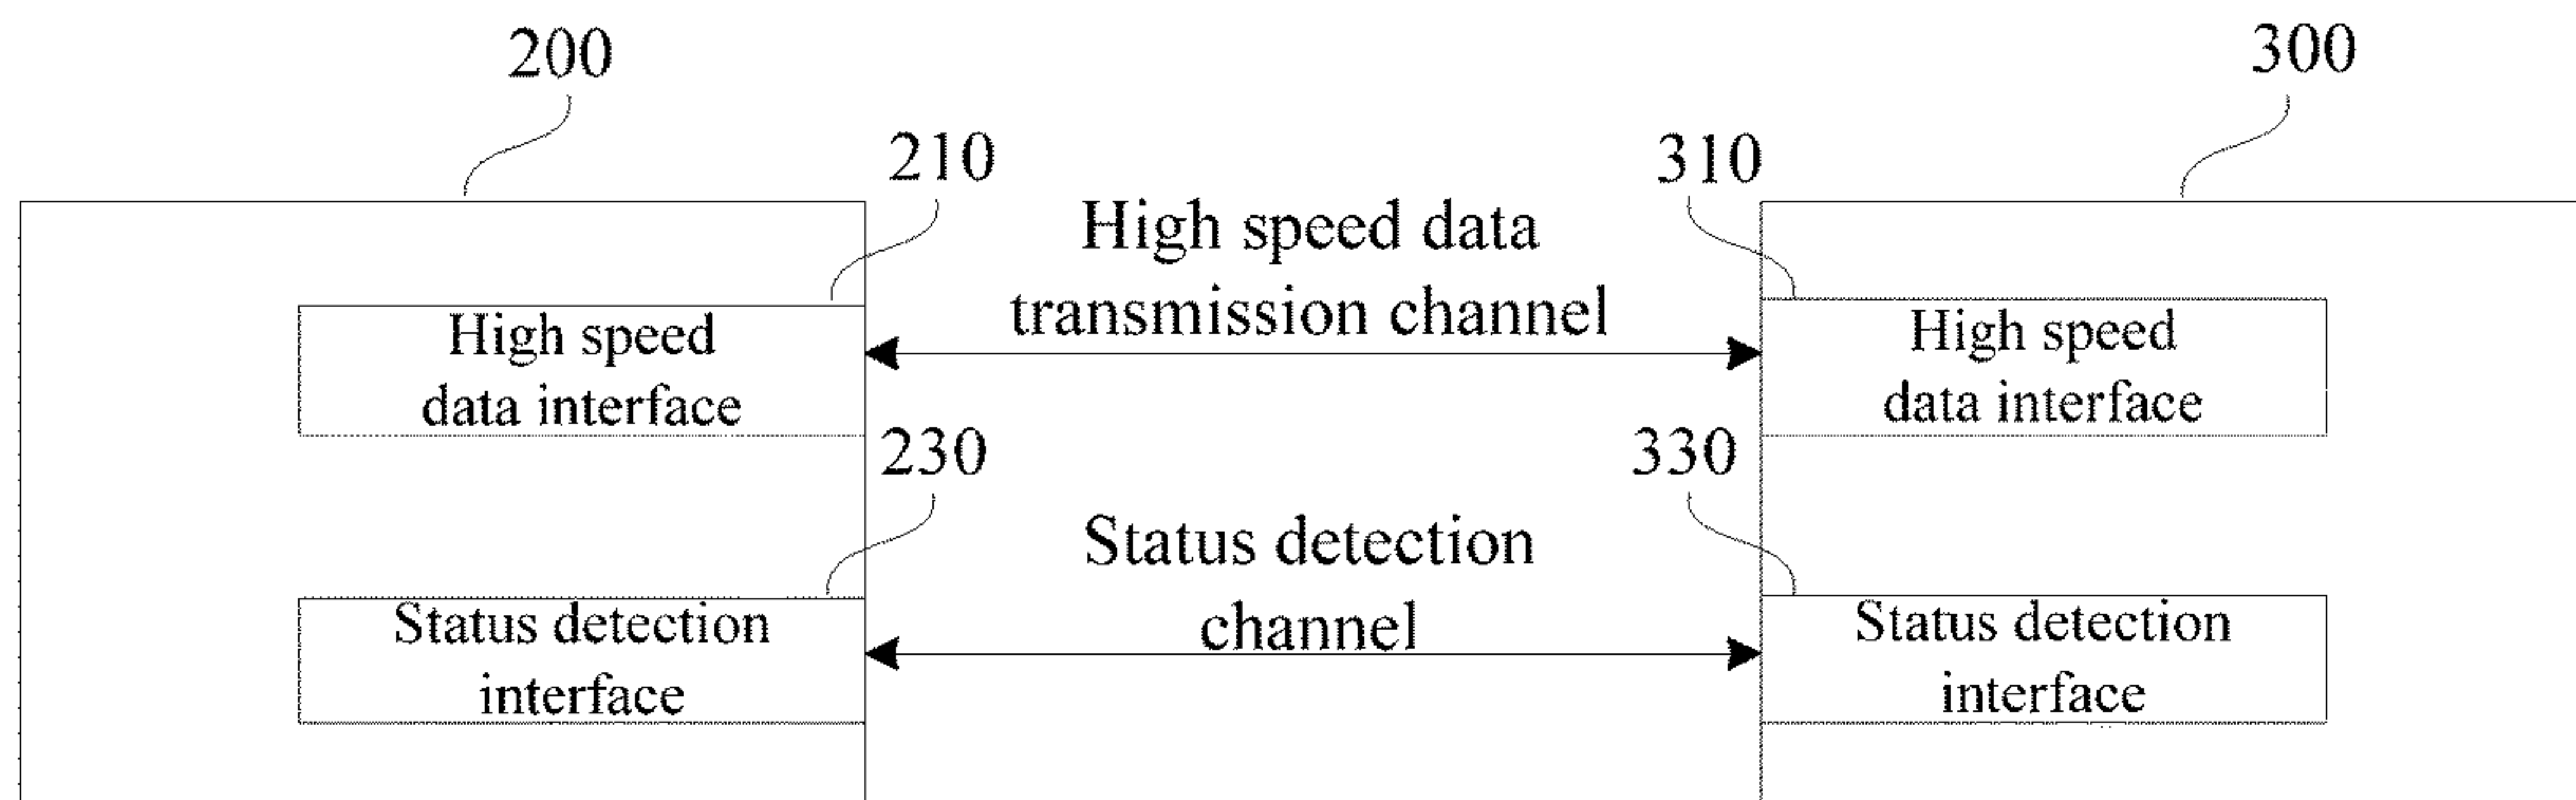 200
300
210
310
High speed data
transmission channel
High speed
data interface
High speed
data interface
230
330
Status detection
channel
Status detection
interface
Status detection
interface